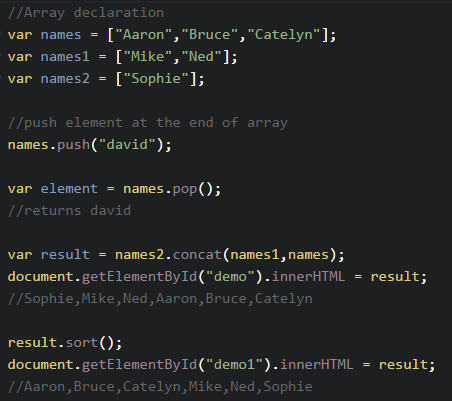 //Array declaration
var names = ["Aaron","Bruce","Catelyn"];
var names1 = ["Mike","Ned"];
var names2 = ["Sophie"];
//push element at the end of array
names.push("david");
var element = names.pop();
//returns david
var result = names2.concat(names1,names);
document.getElementById("demo").innerHTML = result;
//Sophie,Mike,Ned,Aaron,Bruce,Catelyn
result.sort();
document.getElementById("demo1").innerHTML = result;
//Aaron,Bruce,Catelyn,Mike,Ned,Sophie